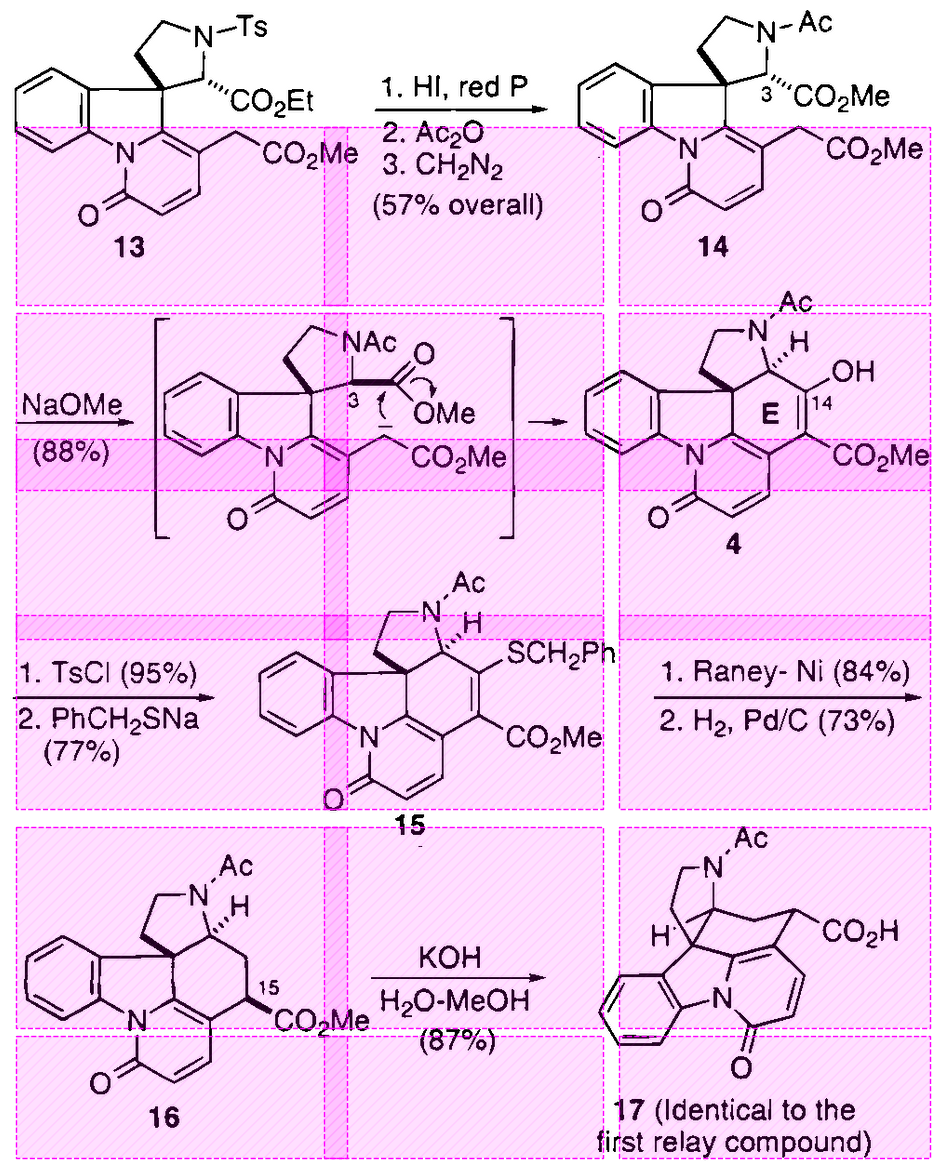 N-Ts
CO2Et
CO2Me
N
O
13
1. HI, red P
2. Ac2O
3. CH2N2
(57% overall)
N-Ac
3
CO2Me
CO2Me
N
O
14
NaOMe
(88%)
NAc
O
3
OMe
–
CO2Me
N
O
N-Ac
H
OH
14
E
CO2Me
N
O
4
1. TsCl (95%)
2. PhCH2SNa
(77%)
N-Ac
H
SCH2Ph
CO2Me
N
O
15
1. Raney- Ni (84%)
2. H2, Pd/C (73%)
N-Ac
H
15
CO2Me
N
O
16
KOH
H2O-MeOH
(87%)
N-Ac
H
CO2H
N
O
17 (Identical to the
first relay compound)